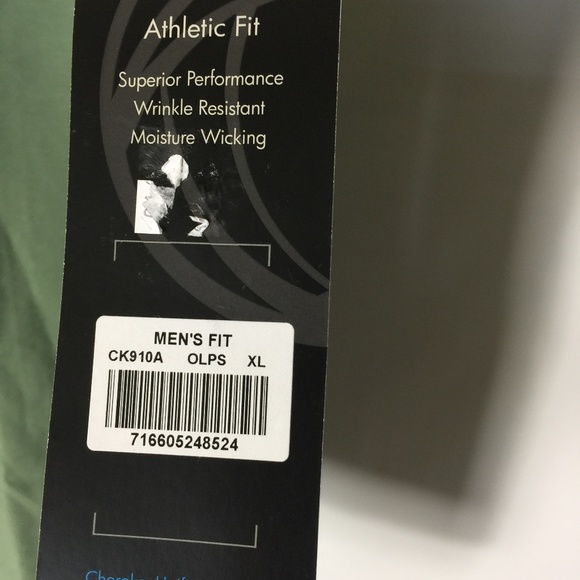 Athletic Fit
Superior Performance
Wrinkle Resistant
Moisture Wicking
MEN'S FIT
CK910A OLPS XL
716605248524